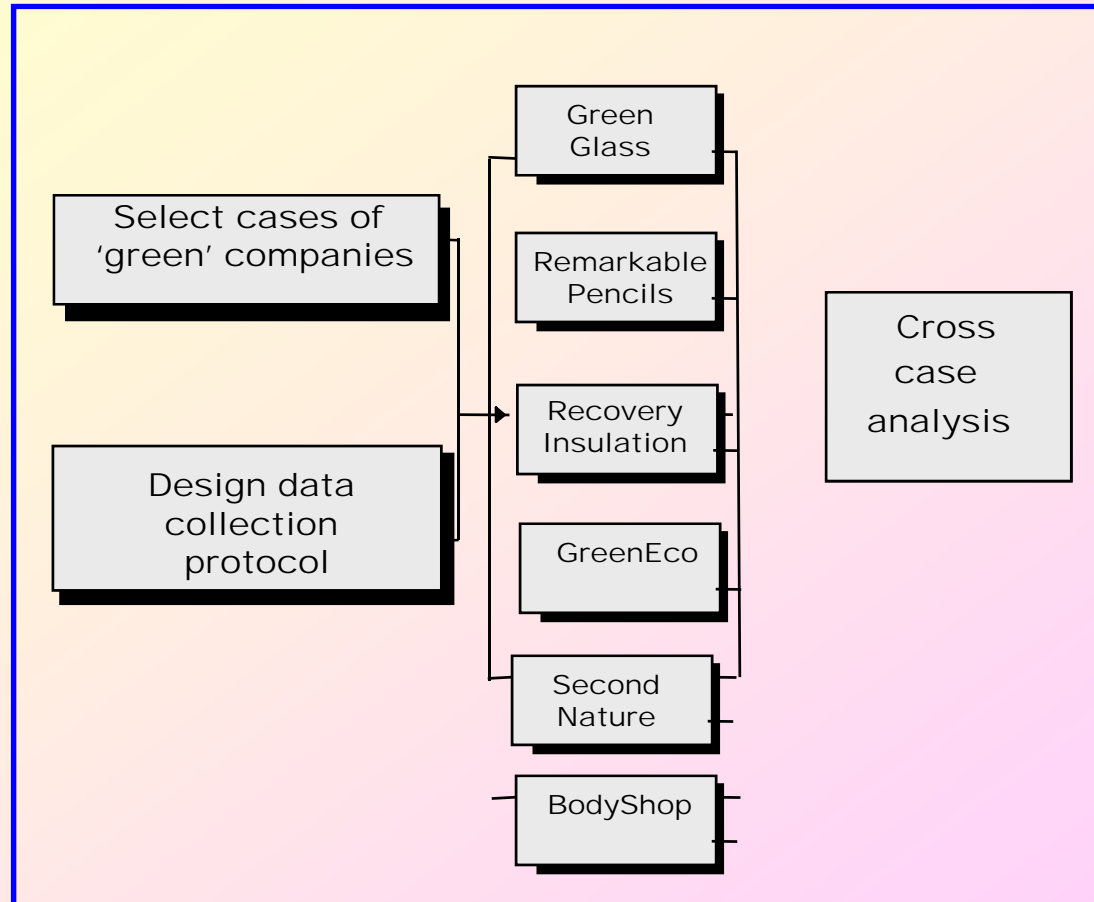 Select cases of
‘green’ companies
Design data
collection
protocol
Green
Glass
Remarkable
Pencils
Recovery
Insulation
GreenEco
Second
Nature
BodyShop
Cross
case
analysis